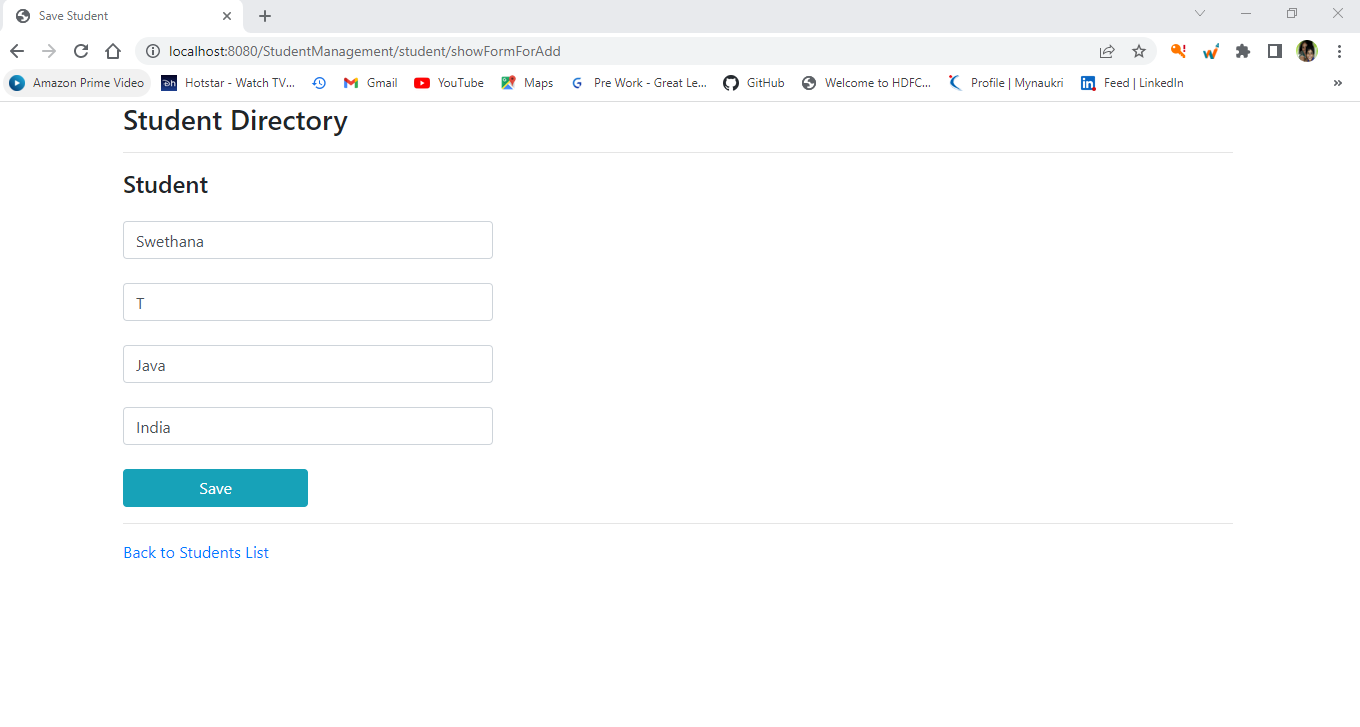 Save Student
localhost:8080/StudentManagement/student/showFormForAdd
Amazon Prime Video Hotstar - Watch TV... Gmail YouTube Maps G Pre Work - Great Le... GitHub Welcome to HDFC... Profile | Mynaukri in Feed | LinkedIn »
Student Directory
Student
Swethana
T
Java
India
Save
Back to Students List